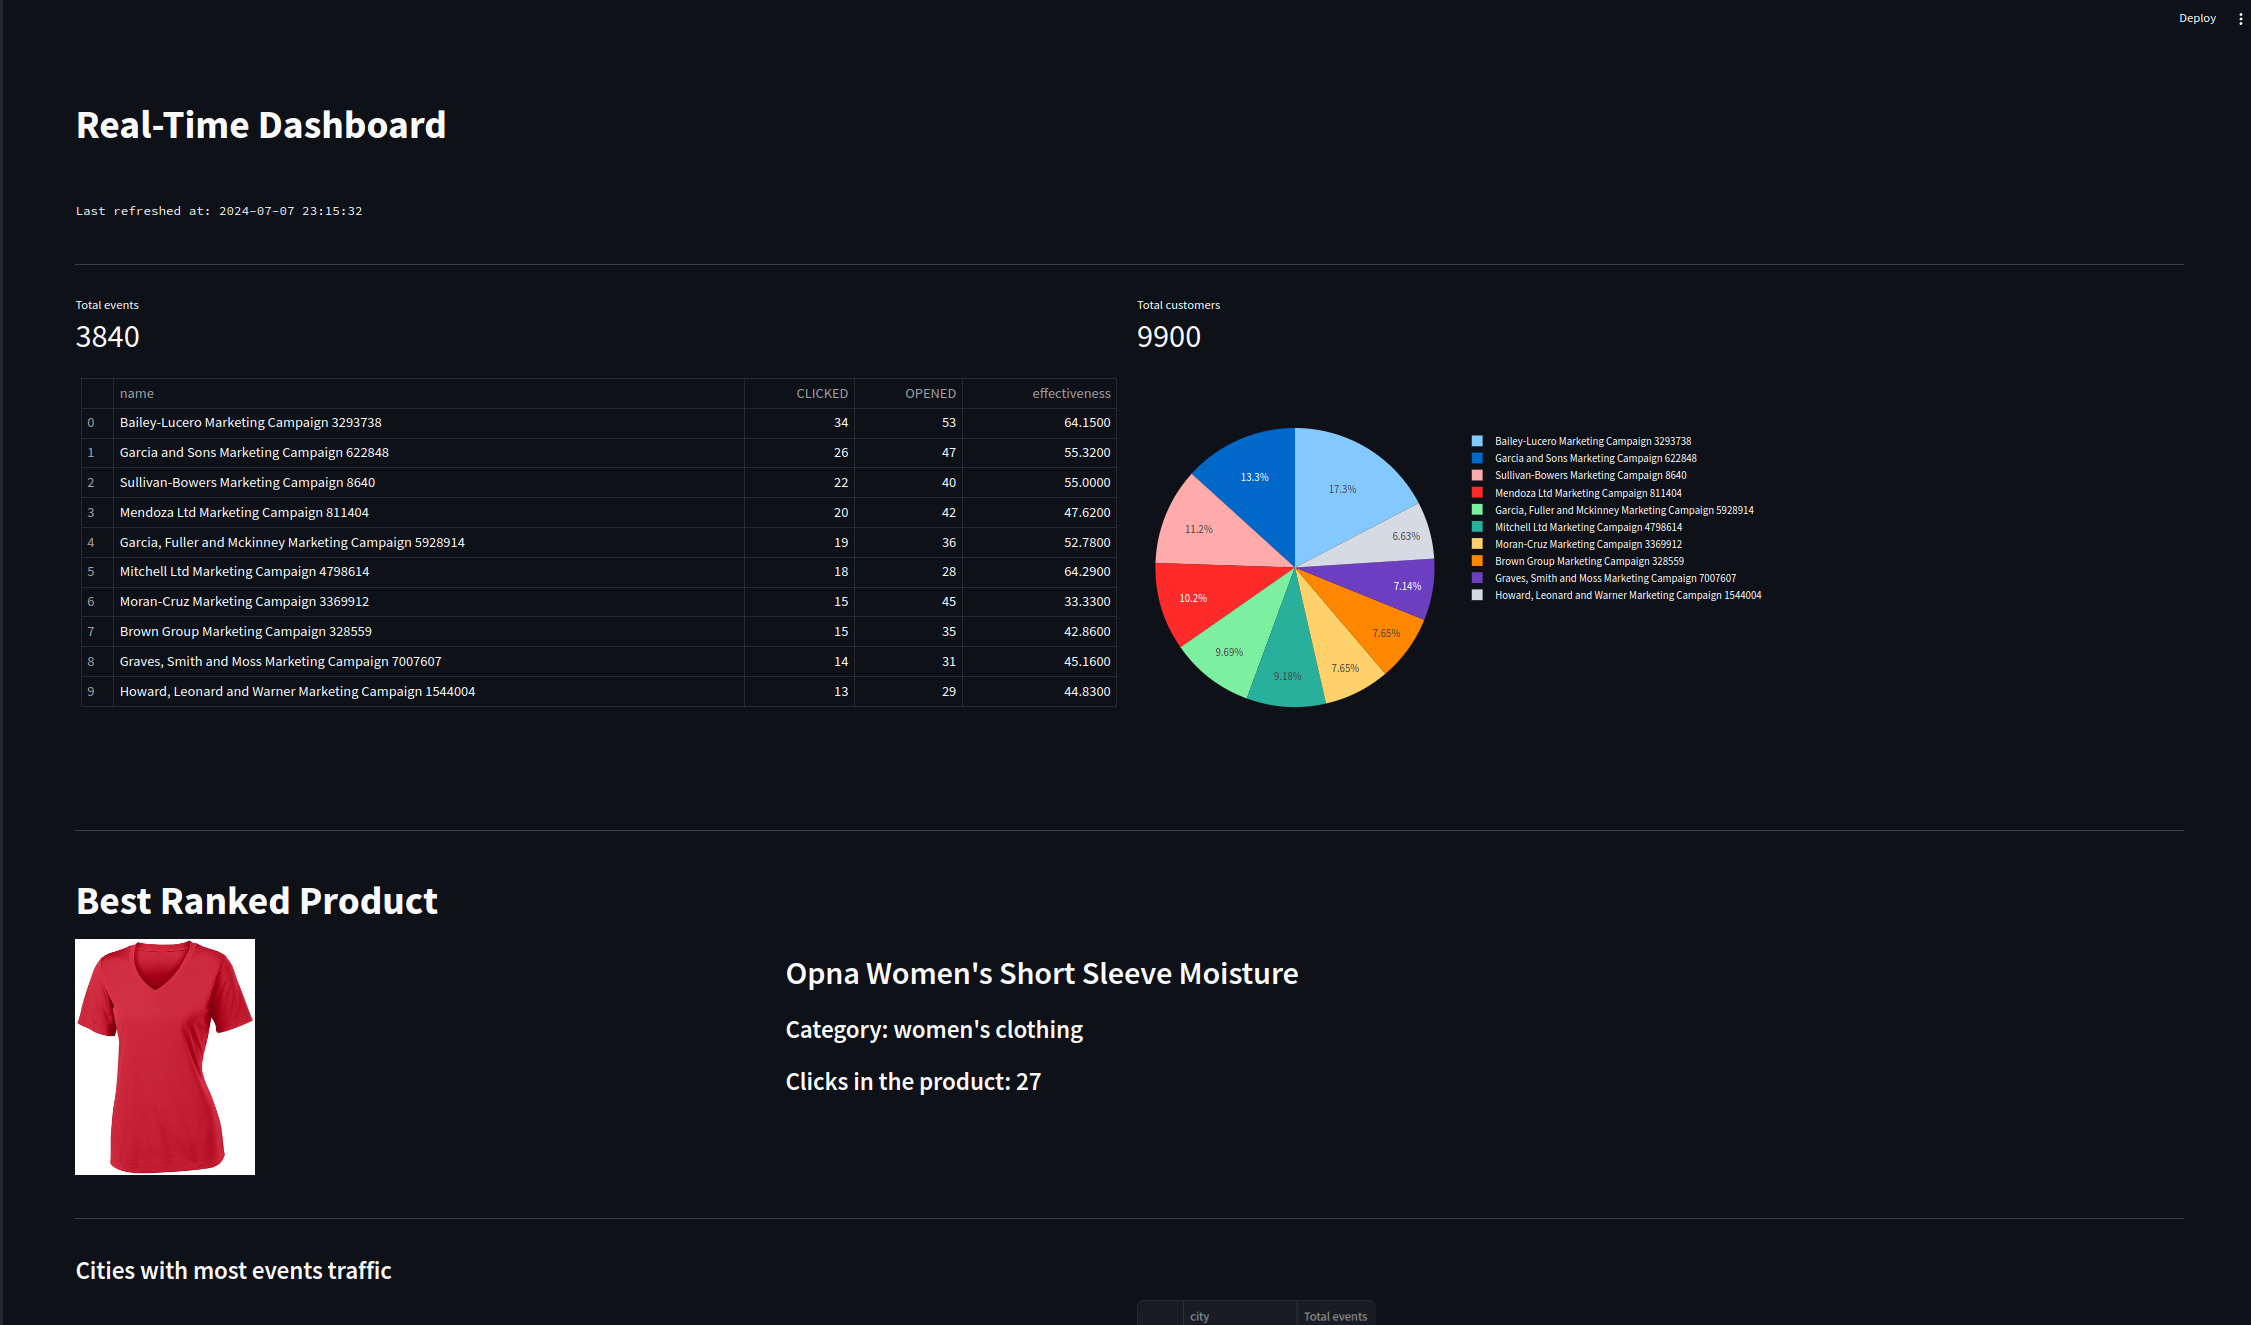 Deploy
Real-Time Dashboard
Last refreshed at: 2024-07-07 23:15:32
Total events
3840
Total customers
9900
name CLICKED OPENED effectiveness
0 Bailey-Lucero Marketing Campaign 3293738 34 53 64.1500
1 Garcia and Sons Marketing Campaign 622848 26 47 55.3200
2 Sullivan-Bowers Marketing Campaign 8640 22 40 55.0000
3 Mendoza Ltd Marketing Campaign 811404 20 42 47.6200
4 Garcia, Fuller and Mckinney Marketing Campaign 5928914 19 36 52.7800
5 Mitchell Ltd Marketing Campaign 4798614 18 28 64.2900
6 Moran-Cruz Marketing Campaign 3369912 15 45 33.3300
7 Brown Group Marketing Campaign 328559 15 35 42.8600
8 Graves, Smith and Moss Marketing Campaign 7007607 14 31 45.1600
9 Howard, Leonard and Warner Marketing Campaign 1544004 13 29 44.8300
13.3%
17.3%
11.2%
6.63%
7.14%
10.2%
7.65%
9.69%
7.65%
9.18%
Bailey-Lucero Marketing Campaign 3293738
Garcia and Sons Marketing Campaign 622848
Sullivan-Bowers Marketing Campaign 8640
Mendoza Ltd Marketing Campaign 811404
Garcia, Fuller and Mckinney Marketing Campaign 5928914
Mitchell Ltd Marketing Campaign 4798614
Moran-Cruz Marketing Campaign 3369912
Brown Group Marketing Campaign 328559
Graves, Smith and Moss Marketing Campaign 7007607
Howard, Leonard and Warner Marketing Campaign 1544004
Best Ranked Product
Opna Women's Short Sleeve Moisture
Category: women's clothing
Clicks in the product: 27
Cities with most events traffic
city Total events